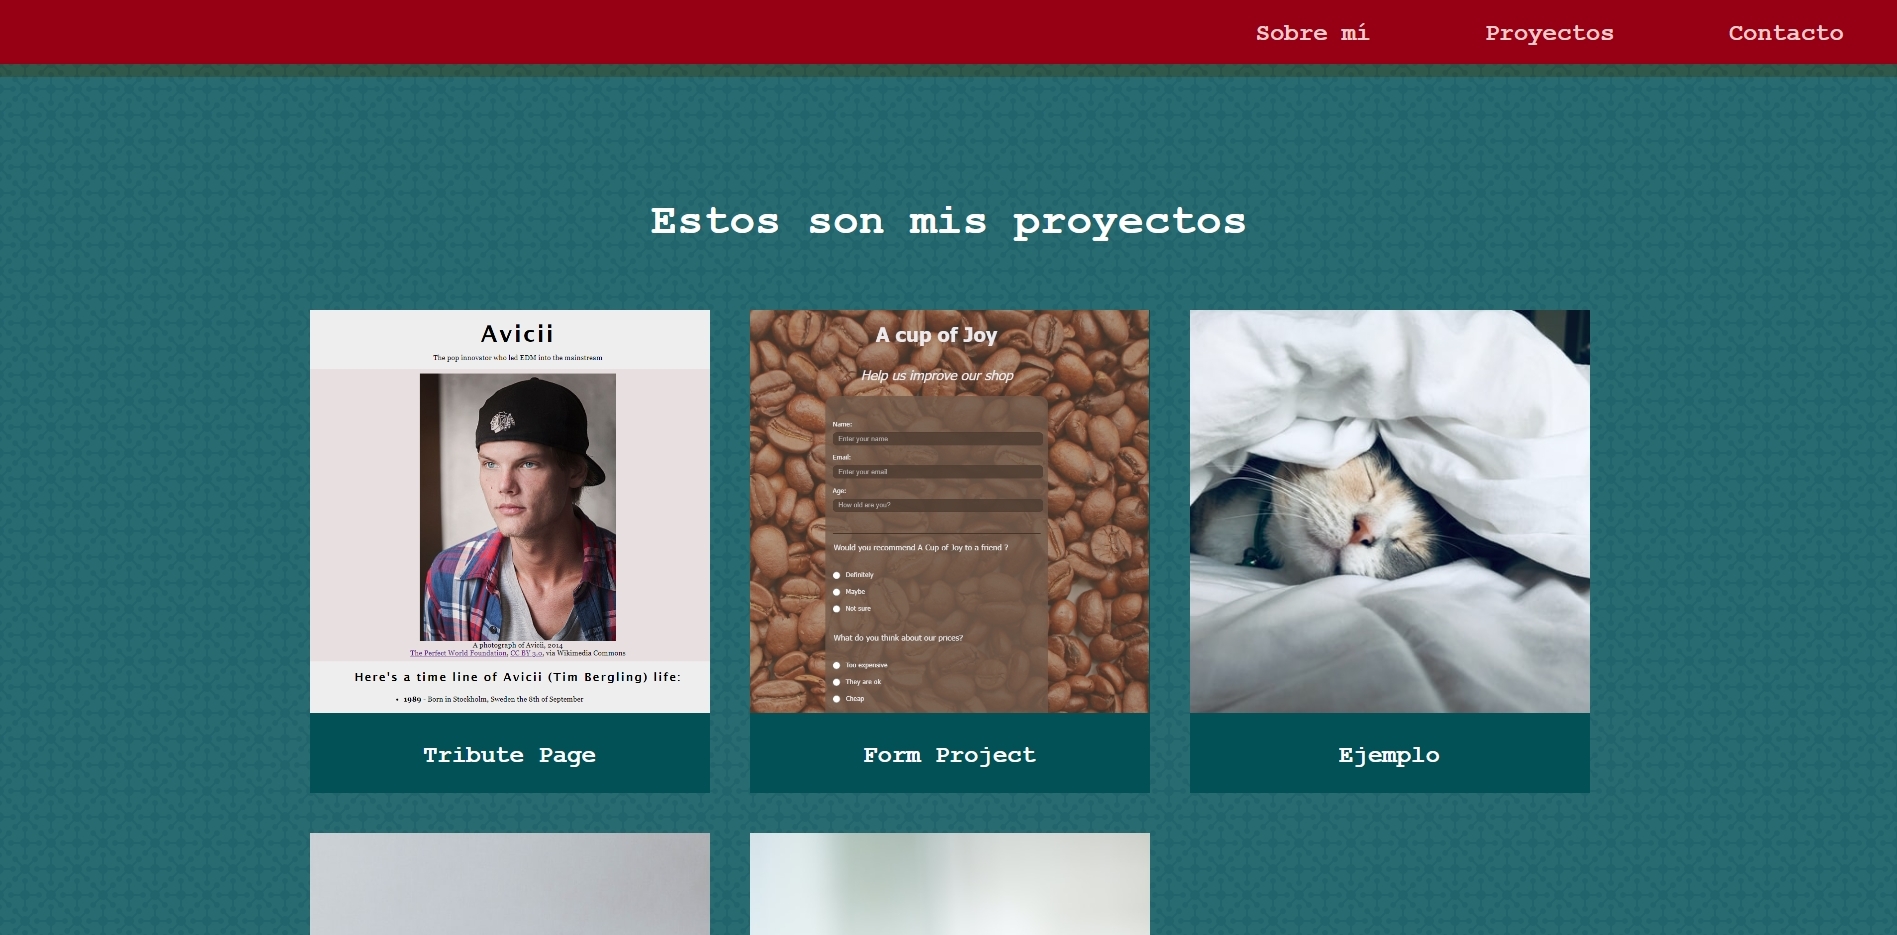 Sobre mí Proyectos Contacto
Estos son mis proyectos
Avicii
The pop innovator who led EDM into the mainstream
A photograph of Avicii, 2014
The Perfect World Foundation, CC BY 3.0, via Wikimedia Commons
Here's a time line of Avicii (Tim Bergling) life:
• 1989 - Born in Stockholm, Sweden the 8th of September
Tribute Page
A cup of Joy
Help us improve our shop
Name:
Enter your name
Email:
Enter your email
Age:
How old are you?
Would you recommend A Cup of Joy to a friend ?
Definitely
Maybe
Not sure
What do you think about our prices?
Too expensive
They are ok
Cheap
Form Project
Ejemplo